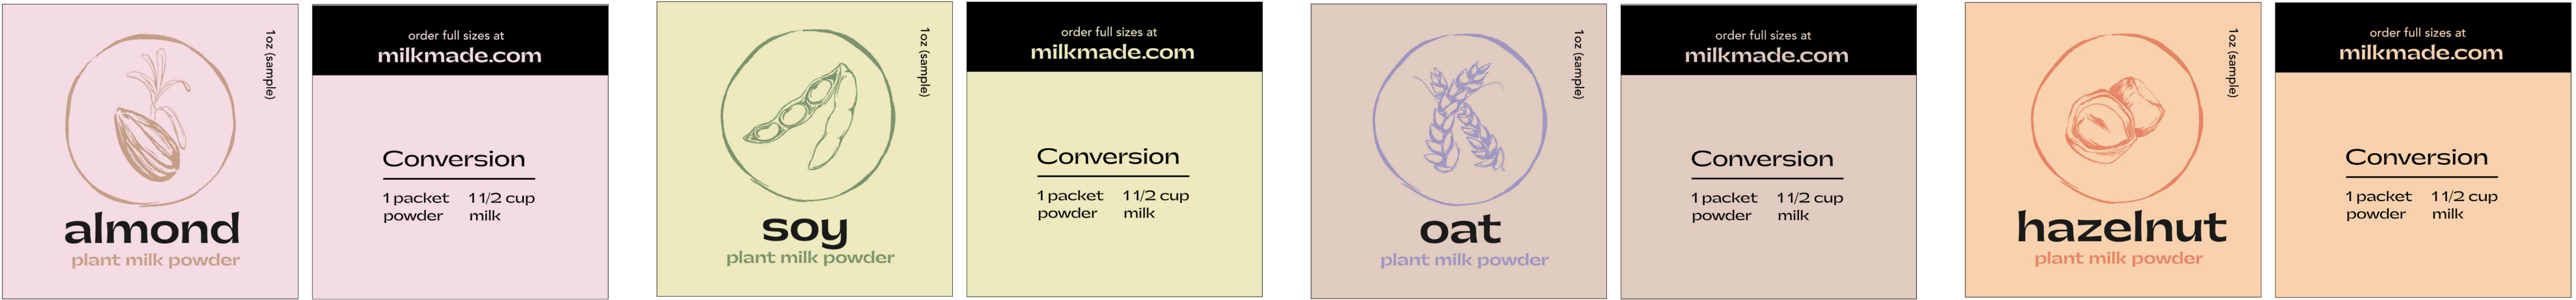 1oz (sample)
almond
plant milk powder
order full sizes at
milkmade.com
Conversion
1 packet powder
1 1/2 cup milk
1oz (sample)
soy
plant milk powder
order full sizes at
milkmade.com
Conversion
1 packet powder
1 1/2 cup milk
1oz (sample)
oat
plant milk powder
order full sizes at
milkmade.com
Conversion
1 packet powder
1 1/2 cup milk
1oz (sample)
hazelnut
plant milk powder
order full sizes at
milkmade.com
Conversion
1 packet powder
1 1/2 cup milk